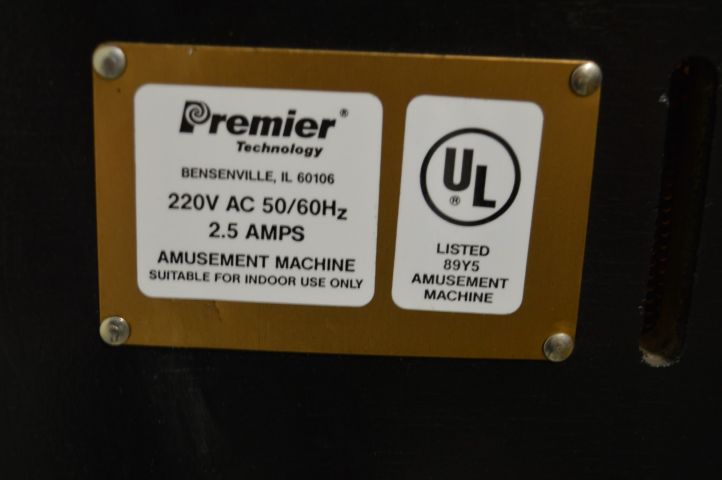 Premier®
Technology
BENSENVILLE, IL 60106
220V AC 50/60Hz
2.5 AMPS
AMUSEMENT MACHINE
SUITABLE FOR INDOOR USE ONLY
UL
®
LISTED
89Y5
AMUSEMENT
MACHINE